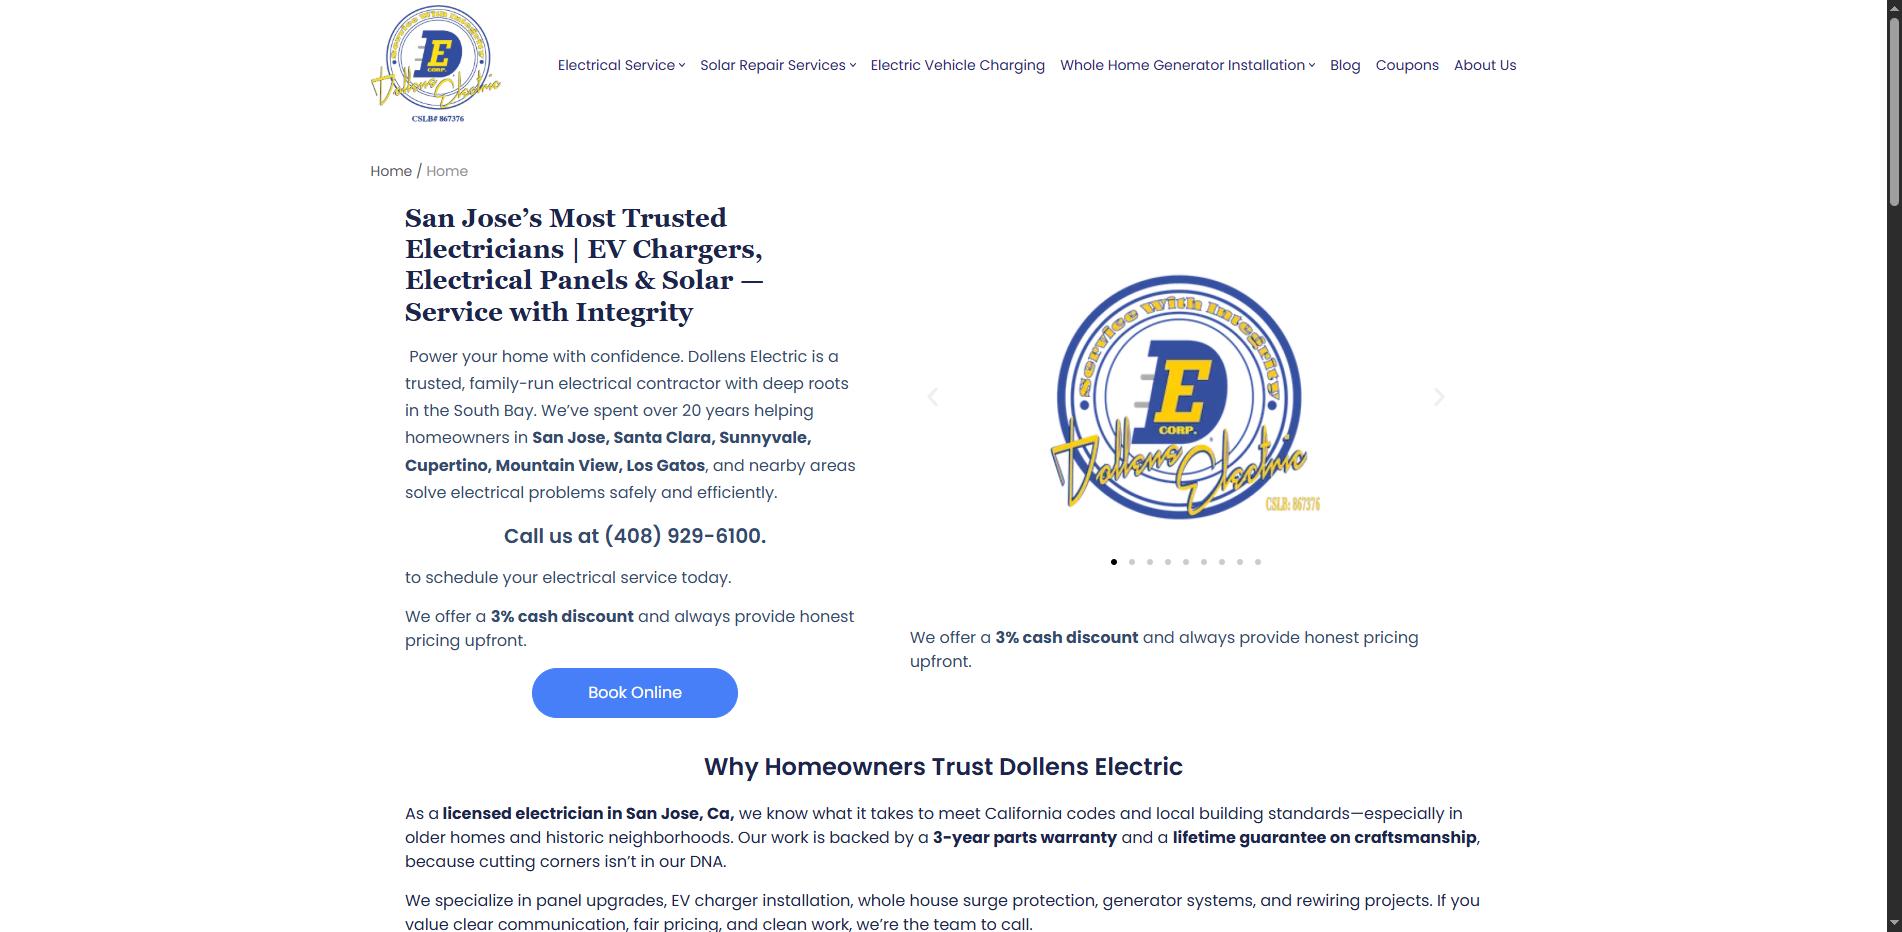 Service With Integrity
DE
CORP.
Dollens Electric
CSLB# 867376
Electrical Service
Solar Repair Services
Electric Vehicle Charging
Whole Home Generator Installation
Blog
Coupons
About Us
Home / Home
San Jose’s Most Trusted
Electricians | EV Chargers,
Electrical Panels & Solar —
Service with Integrity
Power your home with confidence. Dollens Electric is a
trusted, family-run electrical contractor with deep roots
in the South Bay. We’ve spent over 20 years helping
homeowners in San Jose, Santa Clara, Sunnyvale,
Cupertino, Mountain View, Los Gatos, and nearby areas
solve electrical problems safely and efficiently.
Call us at (408) 929-6100.
to schedule your electrical service today.
We offer a 3% cash discount and always provide honest
pricing upfront.
Book Online
Service With Integrity
DE
CORP.
Dollens Electric
CSLB: 867376
We offer a 3% cash discount and always provide honest pricing
upfront.
Why Homeowners Trust Dollens Electric
As a licensed electrician in San Jose, Ca, we know what it takes to meet California codes and local building standards—especially in
older homes and historic neighborhoods. Our work is backed by a 3-year parts warranty and a lifetime guarantee on craftsmanship,
because cutting corners isn’t in our DNA.
We specialize in panel upgrades, EV charger installation, whole house surge protection, generator systems, and rewiring projects. If you
value clear communication, fair pricing, and clean work, we’re the team to call.